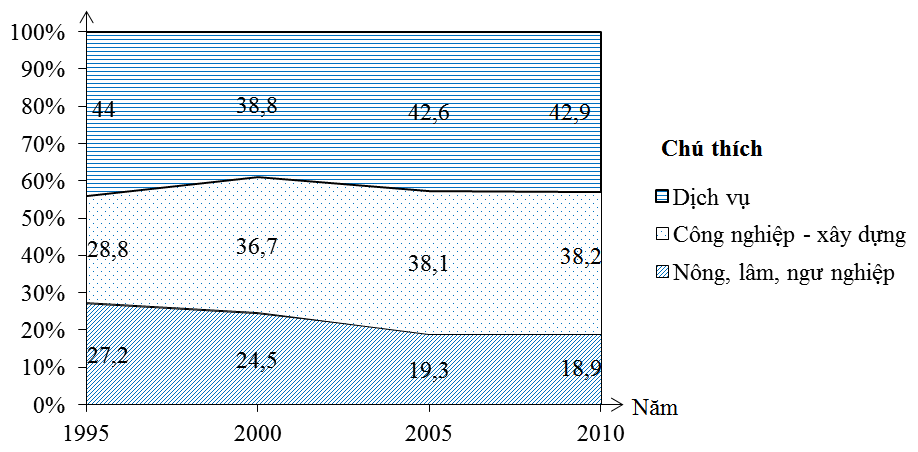 100%
90%
80%
70%
60%
50%
40%
30%
20%
10%
0%
44 38,8 42,6 42,9
28,8 36,7 38,1 38,2
27,2 24,5 19,3 18,9
1995 2000 2005 2010
Năm
Chú thích
Dịch vụ
Công nghiệp - xây dựng
Nông, lâm, ngư nghiệp